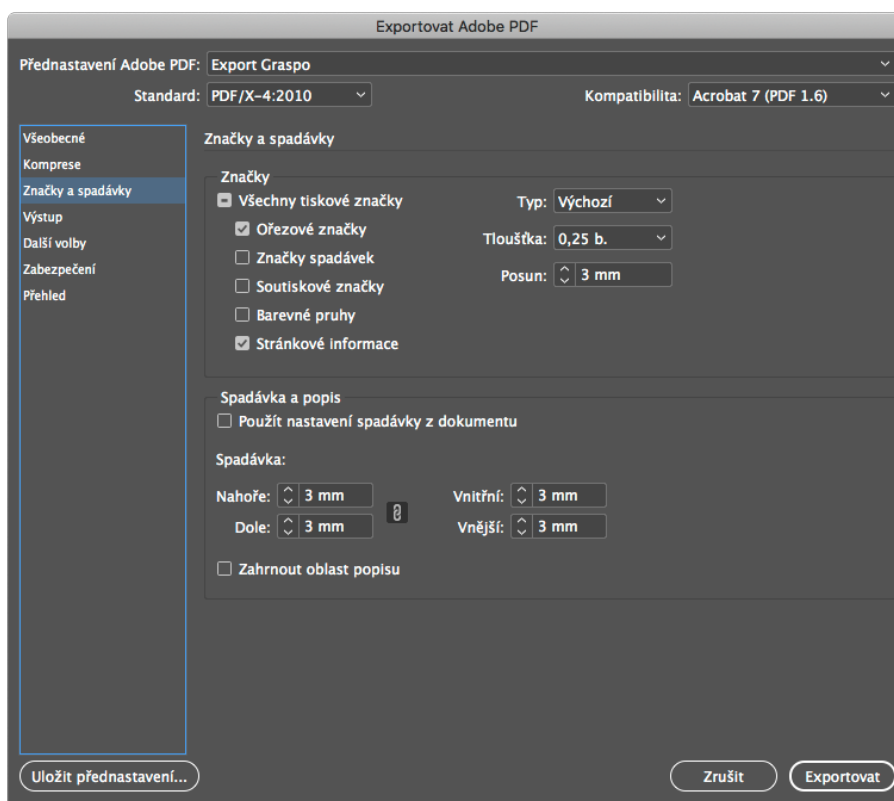 Exportovat Adobe PDF
Přednastavení Adobe PDF: Export Graspo
Standard: PDF/X-4:2010 Kompatibilita: Acrobat 7 (PDF 1.6)
Všeobecné
Komprese
Značky a spadávky
Výstup
Další volby
Zabezpečení
Přehled
Značky a spadávky
Značky
Všechny tiskové značky
Ořezové značky
Značky spadávek
Soutiskové značky
Barevné pruhy
Stránkové informace
Typ: Výchozí
Tloušťka: 0,25 b.
Posun: 3 mm
Spadávka a popis
Použít nastavení spadávky z dokumentu
Spadávka:
Nahoře: 3 mm Vnitřní: 3 mm
Dole: 3 mm Vnější: 3 mm
Zahrnout oblast popisu
Uložit přednastavení... Zrušit Exportovat